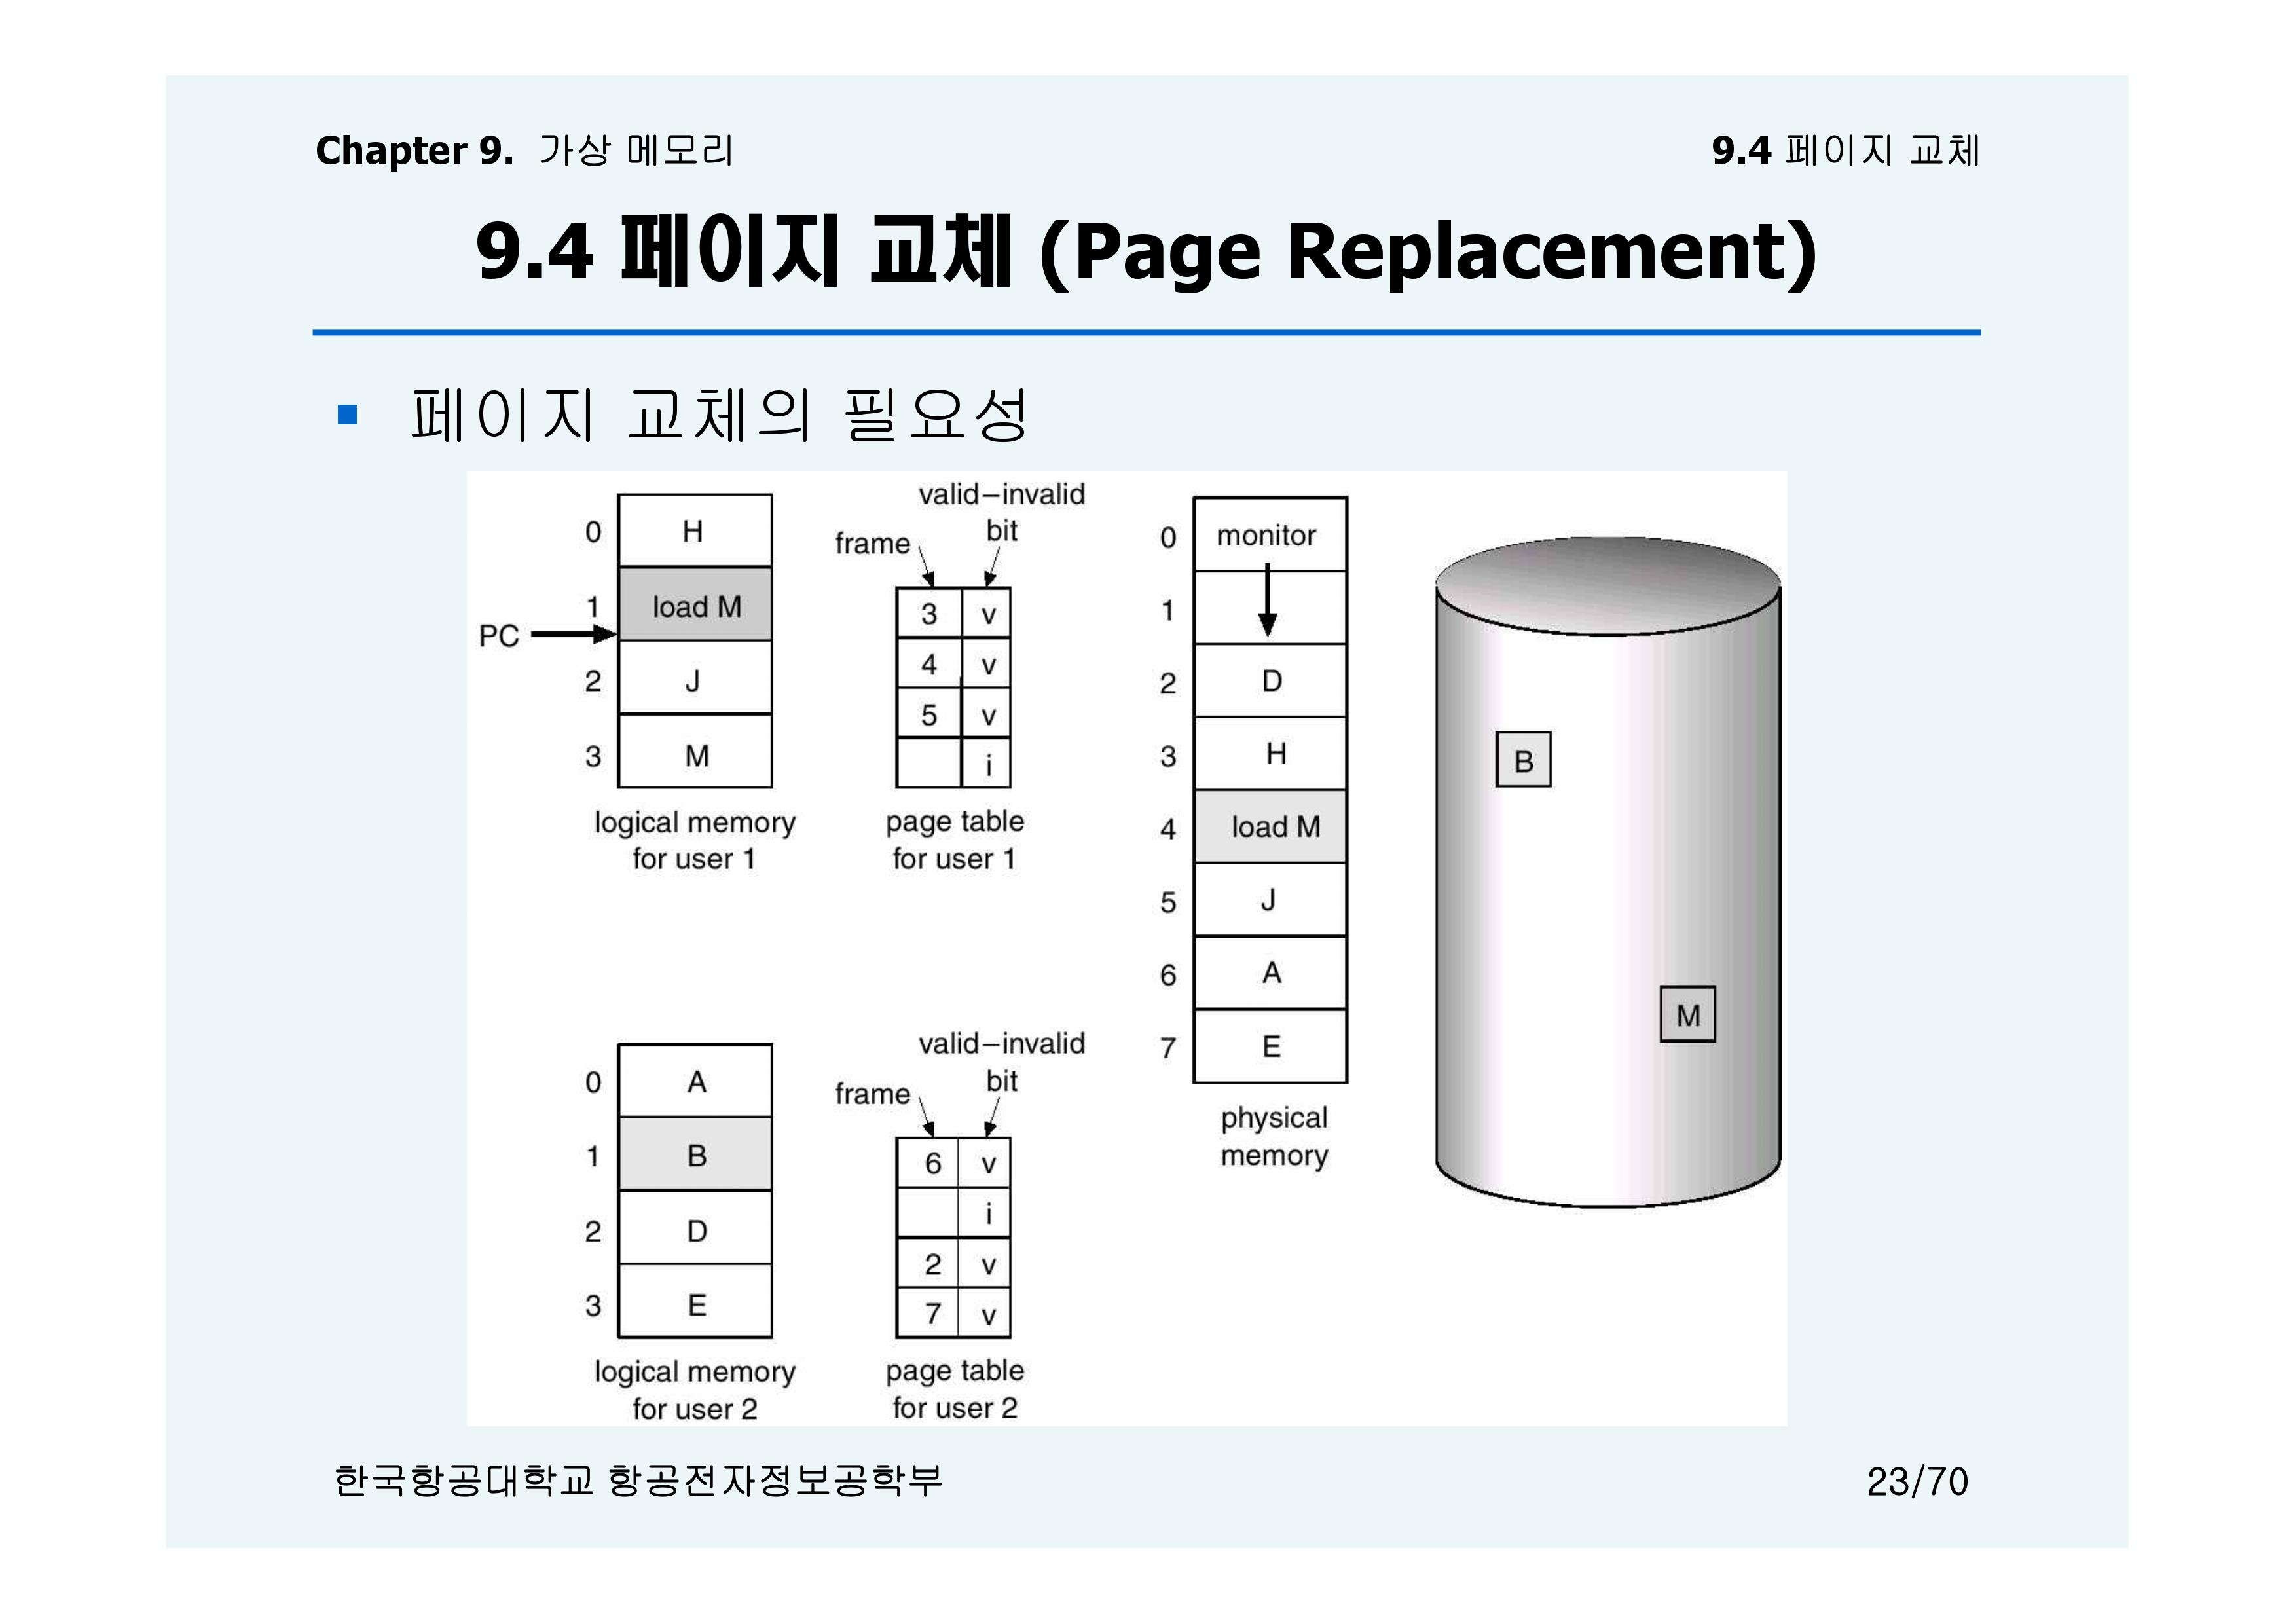 Chapter 9. 가상 메모리
9.4 페이지 교체
9.4 페이지 교체 (Page Replacement)
페이지 교체의 필요성
PC
0 H
1 load M
2 J
3 M
logical memory
for user 1
valid–invalid
bit
frame
3 v
4 v
5 v
i
page table
for user 1
0 monitor
1
2 D
3 H
4 load M
5 J
6 A
7 E
physical
memory
B
M
0 A
1 B
2 D
3 E
logical memory
for user 2
valid–invalid
bit
frame
6 v
i
2 v
7 v
page table
for user 2
한국항공대학교 항공전자정보공학부
23/70